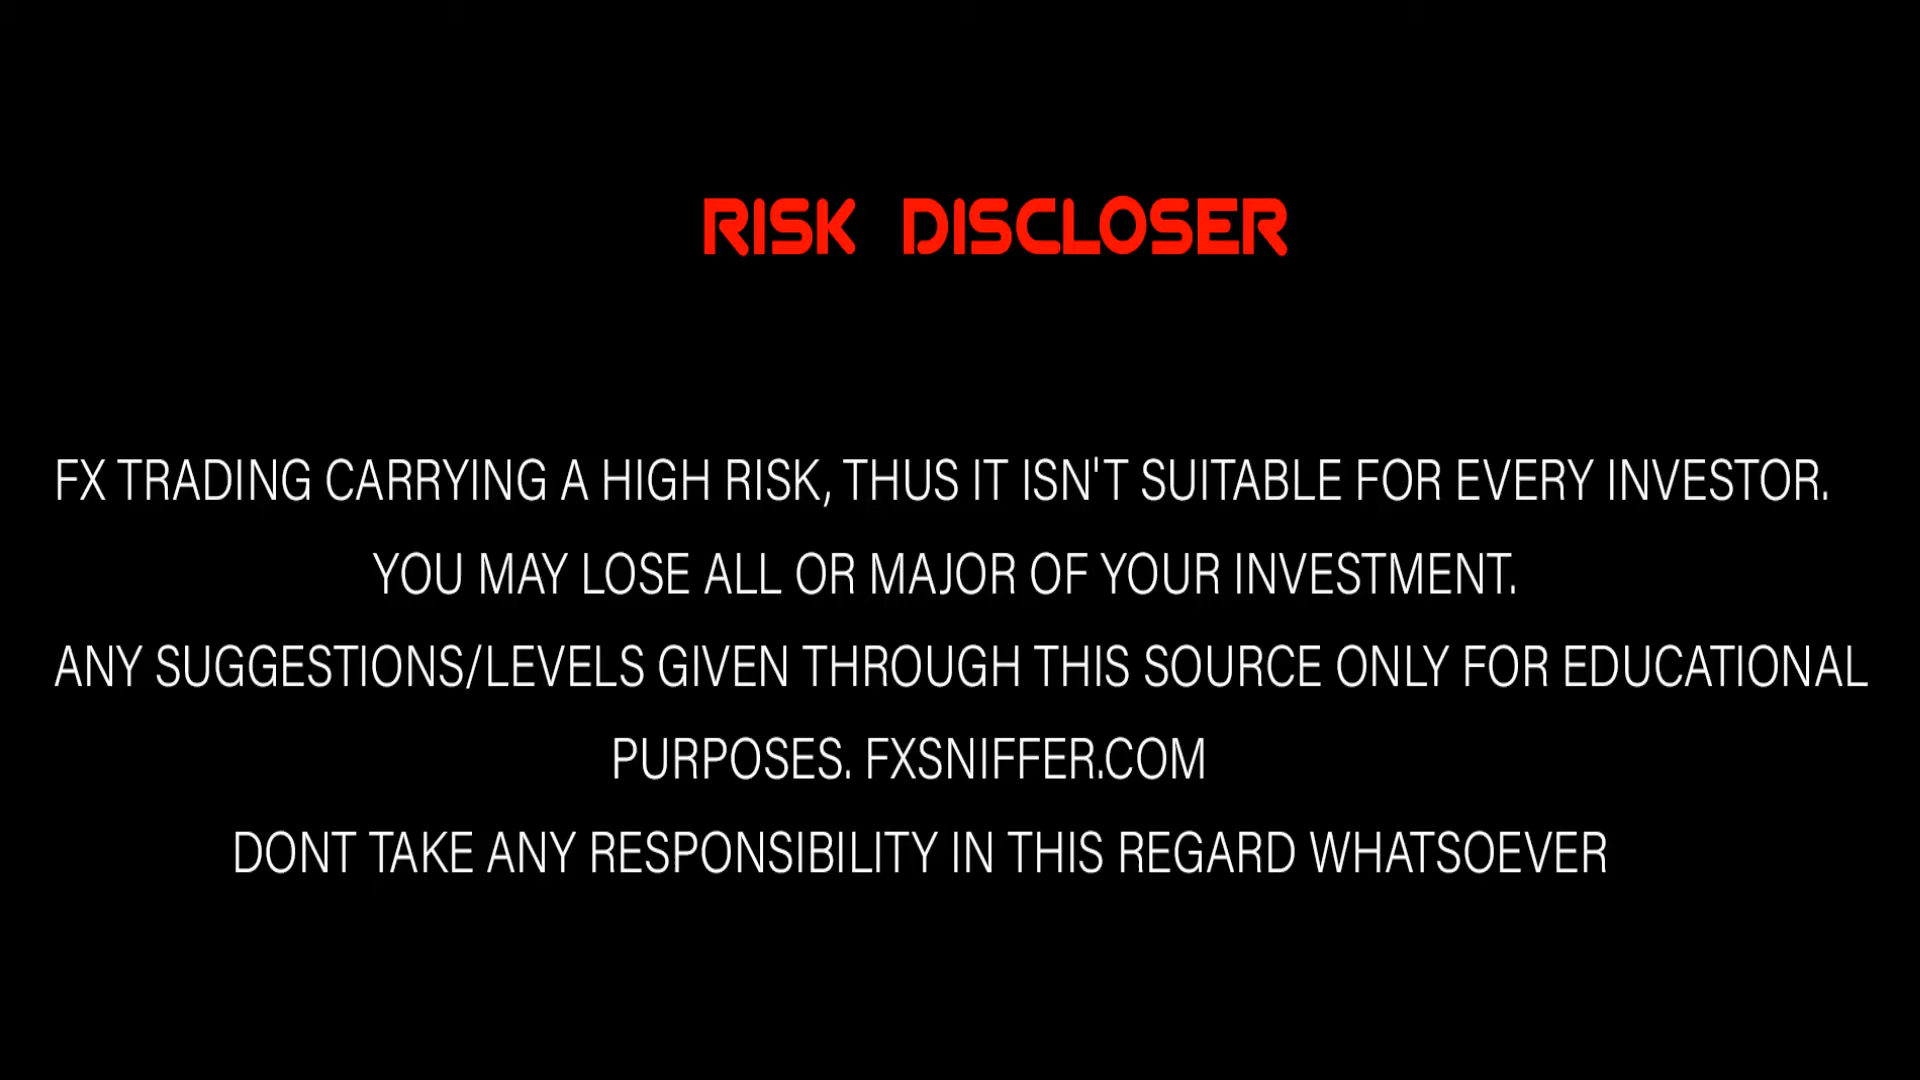 RISK DISCLOSER
FX TRADING CARRYING A HIGH RISK, THUS IT ISN'T SUITABLE FOR EVERY INVESTOR.
YOU MAY LOSE ALL OR MAJOR OF YOUR INVESTMENT.
ANY SUGGESTIONS/LEVELS GIVEN THROUGH THIS SOURCE ONLY FOR EDUCATIONAL
PURPOSES. FXSNIFFER.COM
DONT TAKE ANY RESPONSIBILITY IN THIS REGARD WHATSOEVER